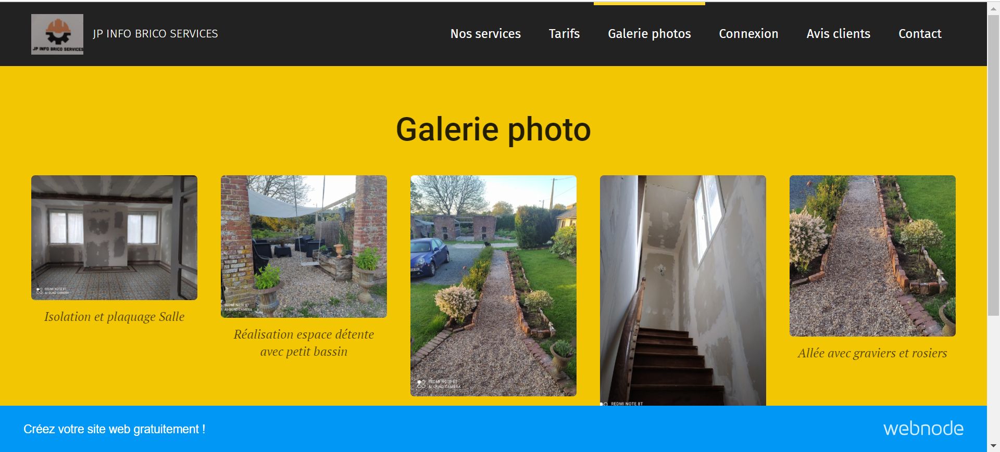 JP INFO BRICO SERVICES
JP INFO BRICO SERVICES
Nos services
Tarifs
Galerie photos
Connexion
Avis clients
Contact
Galerie photo
REDMI NOTE 8T
AI QUAD CAMERA
Isolation et plaquage Salle
REDMI NOTE 8T
AI QUAD CAMERA
Réalisation espace détente
avec petit bassin
REDMI NOTE 8T
AI QUAD CAMERA
REDMI NOTE 8T
Allée avec graviers et rosiers
Créez votre site web gratuitement !
webnode